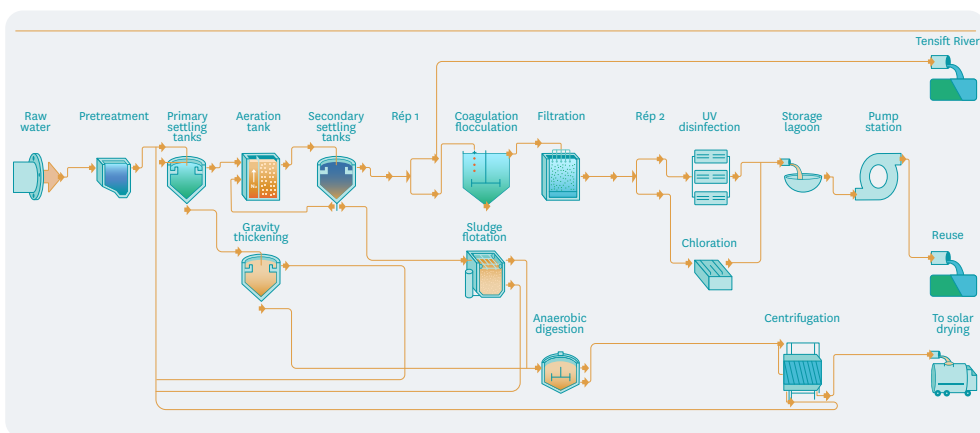 Tensift River
Raw
water
Pretreatment
Primary
settling
tanks
Aeration
tank
Secondary
settling
tanks
Rép 1
Coagulation
flocculation
Filtration
Rép 2
UV
disinfection
Storage
lagoon
Pump
station
Gravity
thickening
Sludge
flotation
Chloration
Reuse
Anaerobic
digestion
Centrifugation
To solar
drying